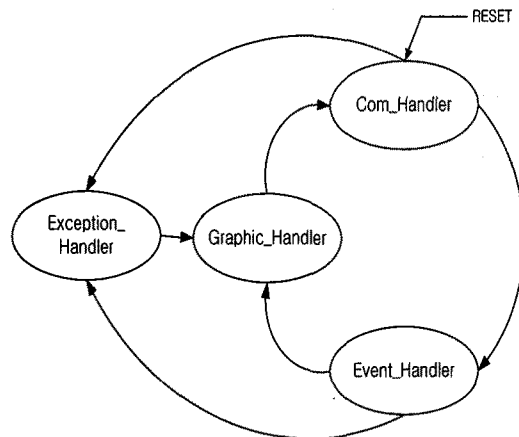 RESET
Com_Handler
Exception_
Handler
Graphic_Handler
Event_Handler